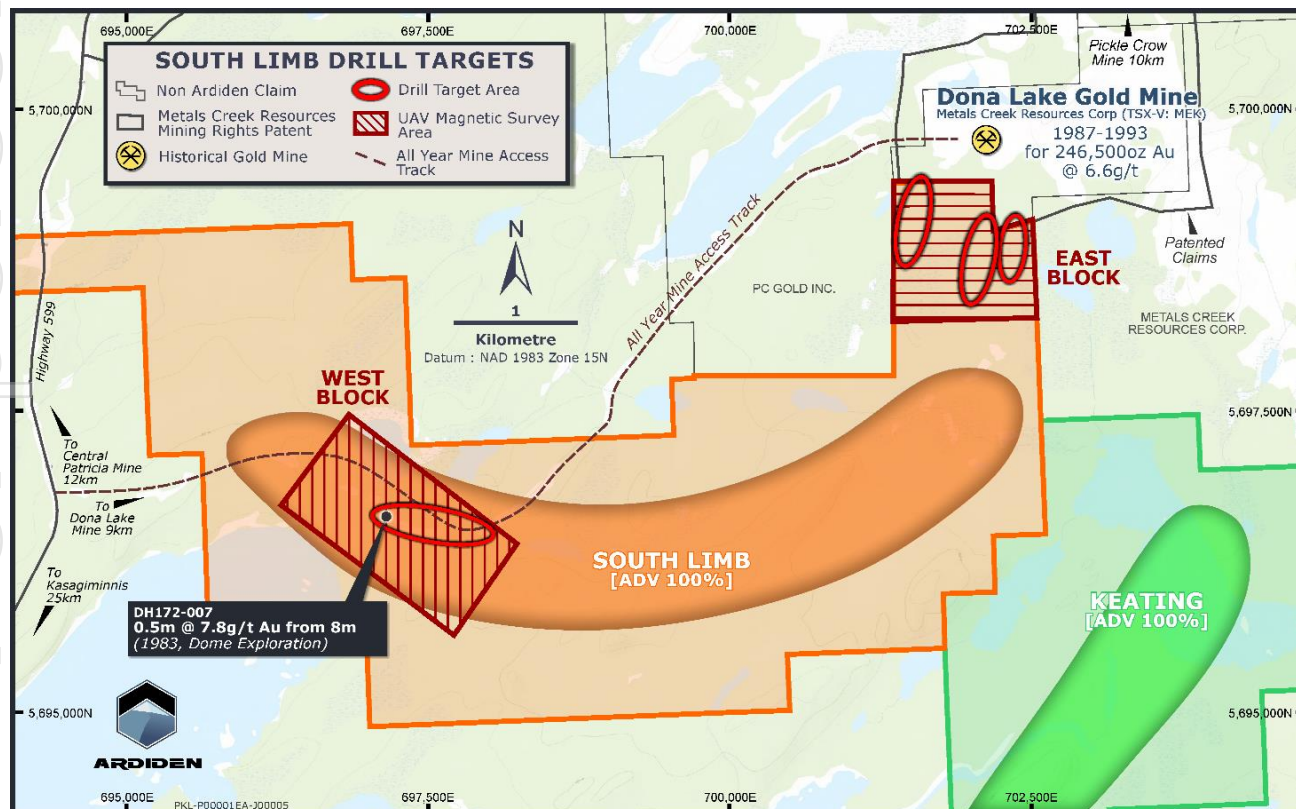 695,000E
697,500E
700,000E
702,500E
SOUTH LIMB DRILL TARGETS
Non Ardiden Claim
Metals Creek Resources
Mining Rights Patent
Historical Gold Mine
Drill Target Area
UAV Magnetic Survey
Area
All Year Mine Access
Track
Pickle Crow
Mine 10km
5,700,000N
Dona Lake Gold Mine
Metals Creek Resources Corp (TSX-V: MEK)
1987-1993
for 246,500oz Au
@ 6.6g/t
5,700,000N
N
1
Kilometre
Datum : NAD 1983 Zone 15N
All Year Mine Access Track
PC GOLD INC.
EAST
BLOCK
Patented
Claims
METALS CREEK
RESOURCES CORP.
Highway 599
WEST
BLOCK
5,697,500N
To
Central
Patricia Mine
12km
To
Dona Lake
Mine 9km
To
Kasagiminnis
25km
DH172-007
0.5m @ 7.8g/t Au from 8m
(1983, Dome Exploration)
SOUTH LIMB
[ADV 100%]
KEATING
[ADV 100%]
5,695,000N
5,695,000N
ARDIDEN
PKL-P00001EA-J00005
695,000E
697,500E
700,000E
702,500E